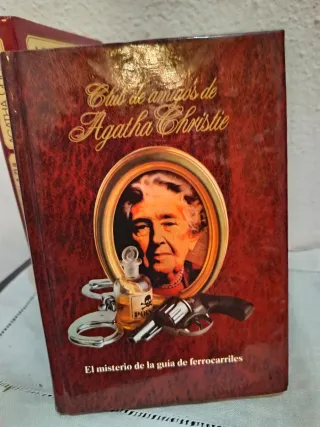 Club de amigos de
Agatha Christie
El misterio de la guía de ferrocarriles